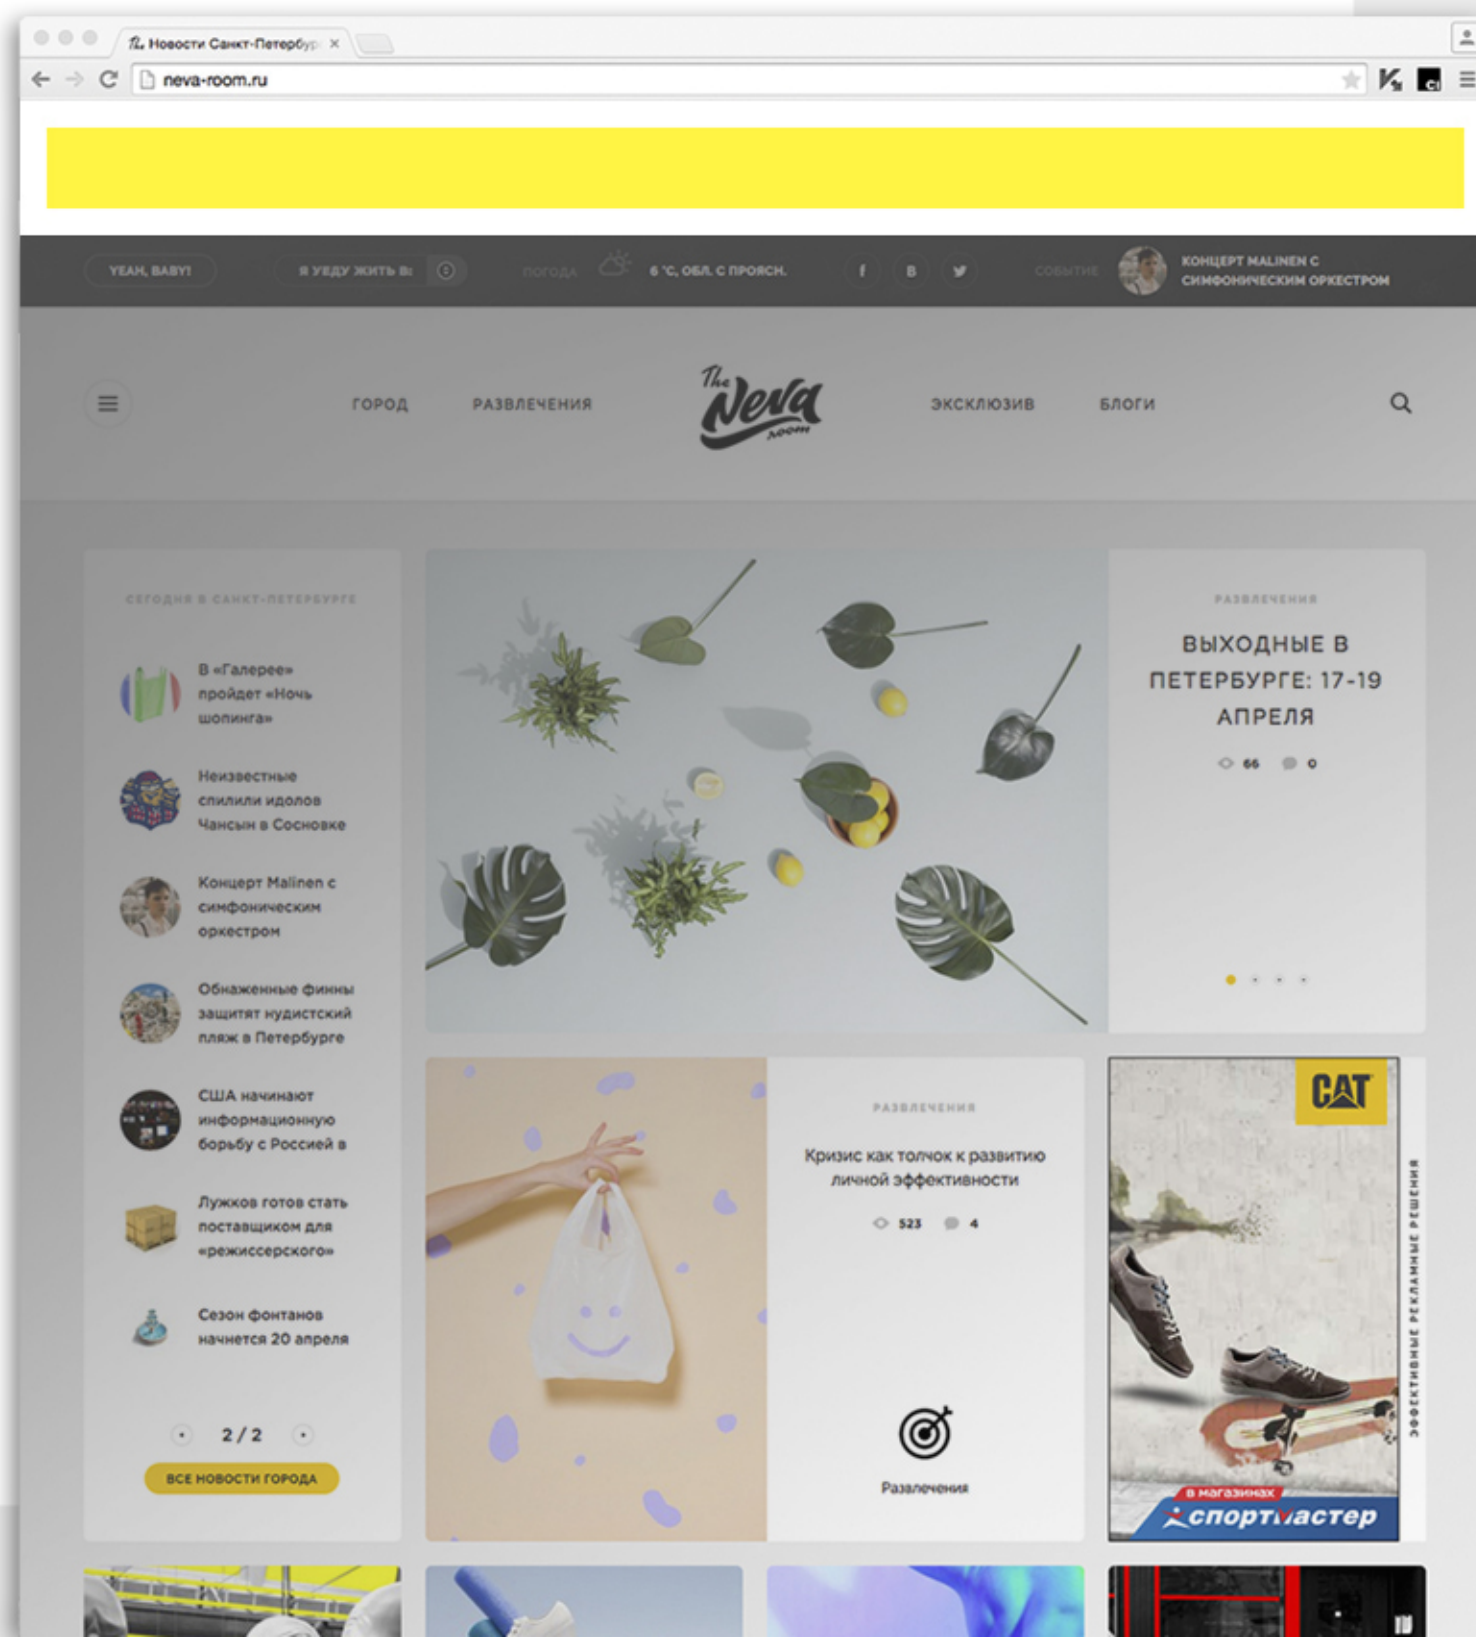 The Новости Санкт-Петербур
neva-room.ru
YEAH, BABY!
Я УЕДУ ЖИТЬ В:
ПОГОДА
6 °C, ОБЛ. С ПРОЯСН.
СОБЫТИЕ
КОНЦЕРТ MALINEN С
СИМФОНИЧЕСКИМ ОРКЕСТРОМ
ГОРОД
РАЗВЛЕЧЕНИЯ
The
Neva
room
ЭКСКЛЮЗИВ
БЛОГИ
СЕГОДНЯ В САНКТ-ПЕТЕРБУРГЕ
В «Галерее»
пройдет «Ночь
шопинга»
Неизвестные
спилили идолов
Чансын в Сосновке
Концерт Malinen с
симфоническим
оркестром
Обнаженные финны
защитят нудистский
пляж в Петербурге
США начинают
информационную
борьбу с Россией в
Лужков готов стать
поставщиком для
«режиссерского»
Сезон фонтанов
начнется 20 апреля
2 / 2
ВСЕ НОВОСТИ ГОРОДА
РАЗВЛЕЧЕНИЯ
ВЫХОДНЫЕ В
ПЕТЕРБУРГЕ: 17-19
АПРЕЛЯ
66 0
РАЗВЛЕЧЕНИЯ
Кризис как толчок к развитию
личной эффективности
523 4
Развлечения
CAT
в магазинах
спортмастер
ЭФФЕКТИВНЫЕ РЕКЛАМНЫЕ РЕШЕНИЯ